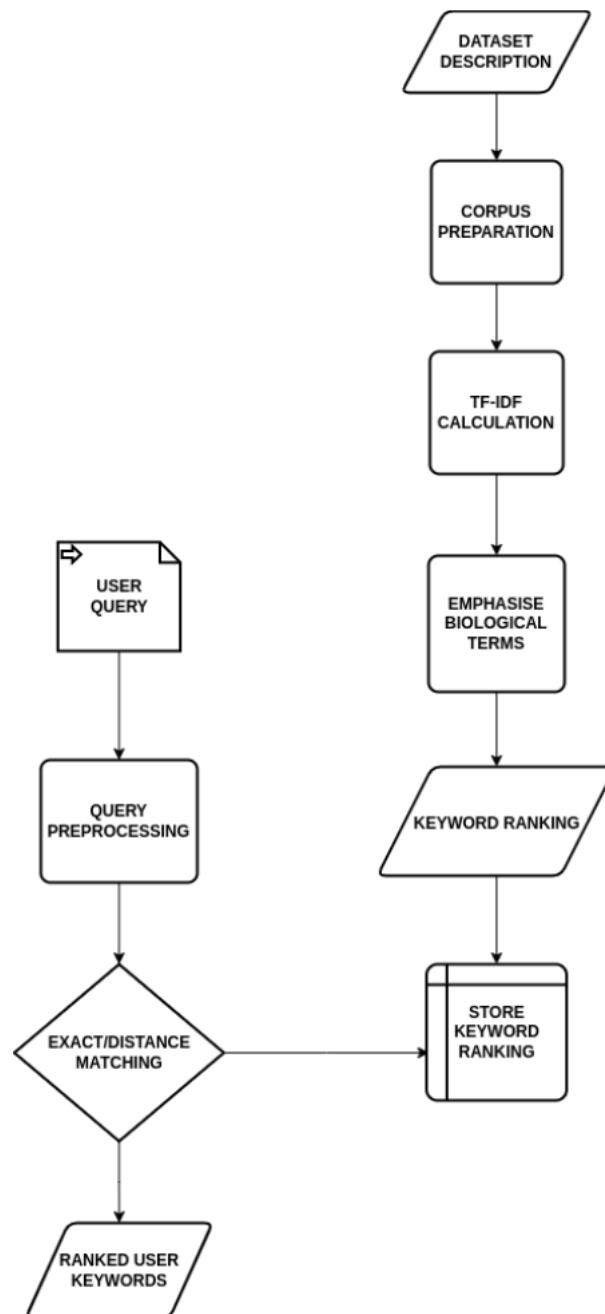 DATASET
DESCRIPTION
CORPUS
PREPARATION
TF-IDF
CALCULATION
EMPHASISE
BIOLOGICAL
TERMS
KEYWORD RANKING
STORE
KEYWORD
RANKING
USER
QUERY
QUERY
PREPROCESSING
EXACT/DISTANCE
MATCHING
RANKED USER
KEYWORDS